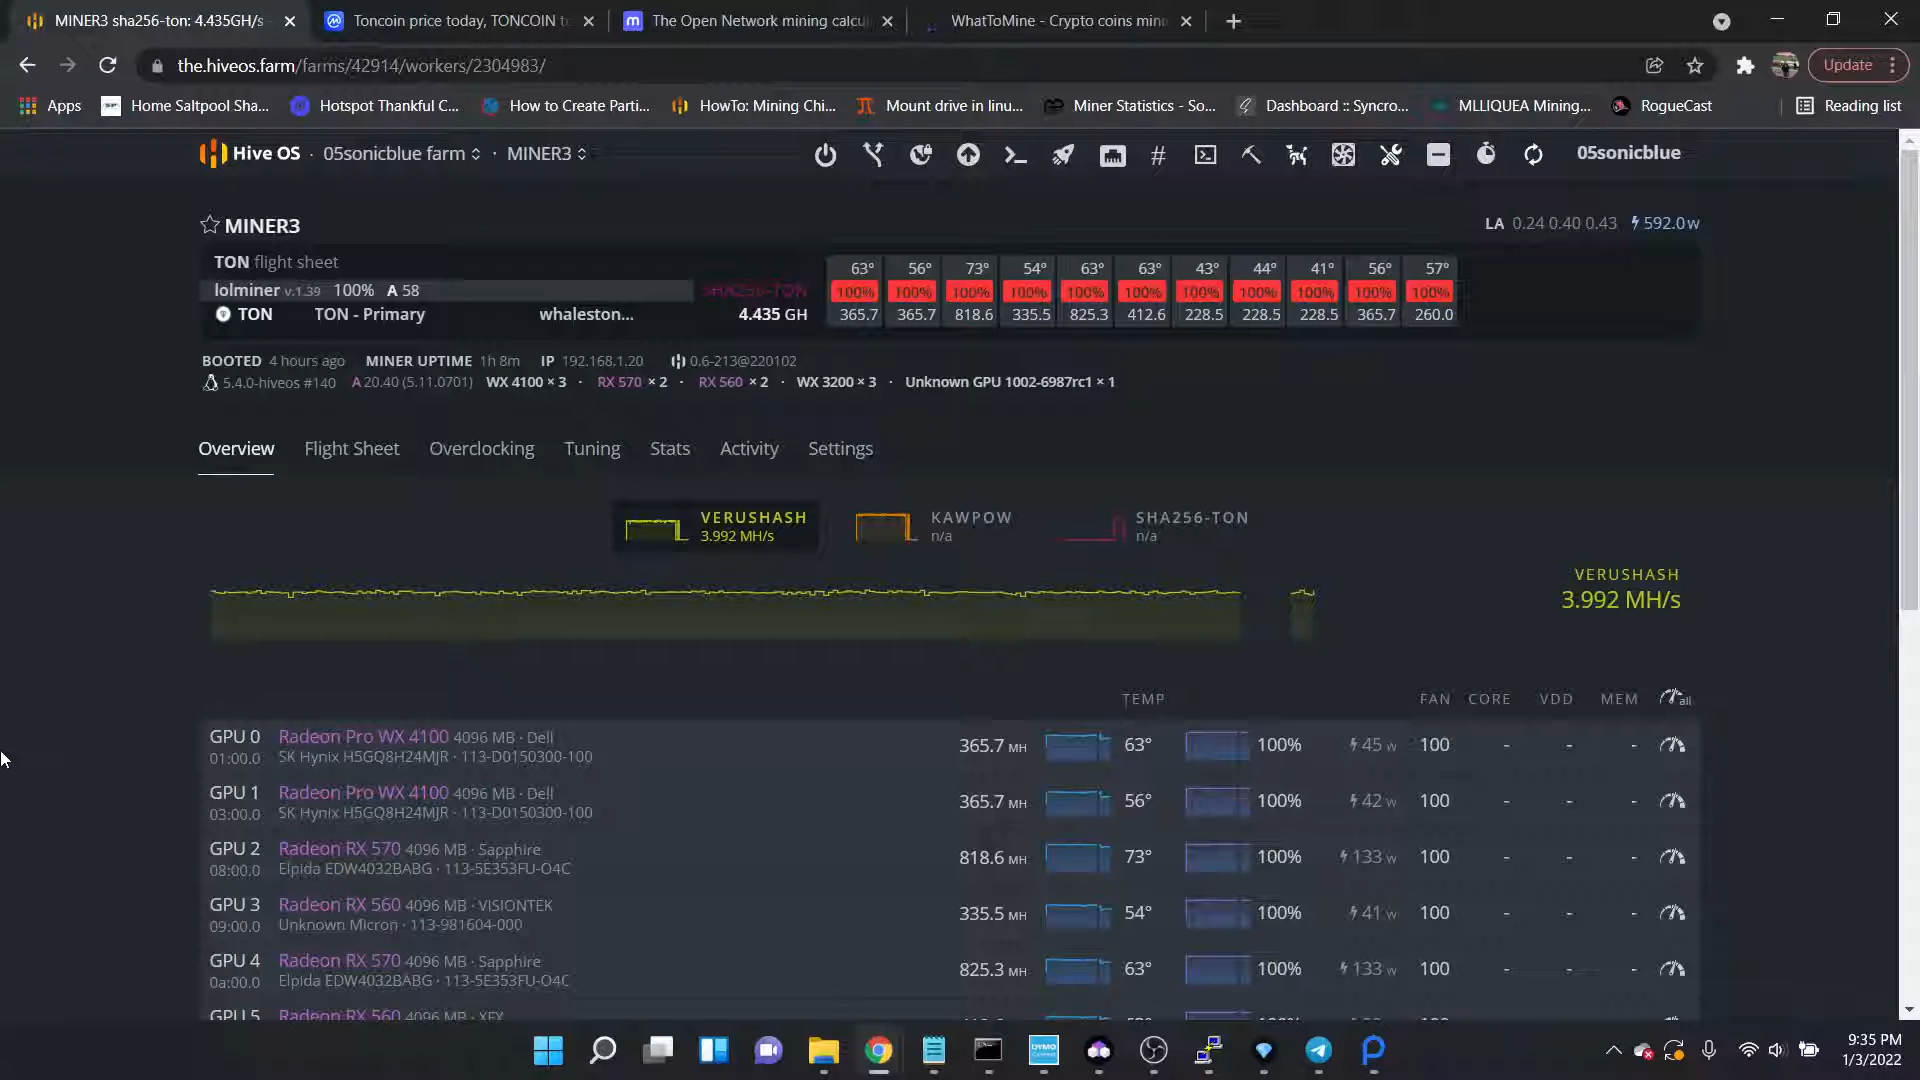 MINER3 sha256-ton: 4.435GH/s -
Toncoin price today, TONCOIN to
The Open Network mining calcu
WhatToMine - Crypto coins mini
the.hiveos.farm/farms/42914/workers/2304983/
Update
Apps
Home Saltpool Sha...
Hotspot Thankful C...
How to Create Parti...
HowTo: Mining Chi...
Mount drive in linu...
Miner Statistics - So...
Dashboard :: Syncro...
MLLIQUEA Mining...
RogueCast
Reading list
Hive OS · 05sonicblue farm · MINER3
05sonicblue
MINER3
LA 0.24 0.40 0.43 592.0 w
TON flight sheet
63° 56° 73° 54° 63° 63° 43° 44° 41° 56° 57°
lolminer v.1.39 100% A 58 SHA256-TON
100% 100% 100% 100% 100% 100% 100% 100% 100% 100% 100%
TON TON - Primary whaleston... 4.435 GH
365.7 365.7 818.6 335.5 825.3 412.6 228.5 228.5 228.5 365.7 260.0
BOOTED 4 hours ago MINER UPTIME 1h 8m IP 192.168.1.20 0.6-213@220102
5.4.0-hiveos #140 A 20.40 (5.11.0701) WX 4100 × 3 · RX 570 × 2 · RX 560 × 2 · WX 3200 × 3 · Unknown GPU 1002-6987rc1 × 1
Overview Flight Sheet Overclocking Tuning Stats Activity Settings
VERUSHASH
3.992 MH/s
KAWPOW
n/a
SHA256-TON
n/a
VERUSHASH
3.992 MH/s
TEMP FAN CORE VDD MEM all
GPU 0 Radeon Pro WX 4100 4096 MB · Dell
01:00.0 SK Hynix H5GQ8H24MJR · 113-D0150300-100
365.7 MH 63° 100% 45 w 100 - - -
GPU 1 Radeon Pro WX 4100 4096 MB · Dell
03:00.0 SK Hynix H5GQ8H24MJR · 113-D0150300-100
365.7 MH 56° 100% 42 w 100 - - -
GPU 2 Radeon RX 570 4096 MB · Sapphire
08:00.0 Elpida EDW4032BABG · 113-5E353FU-O4C
818.6 MH 73° 100% 133 w 100 - - -
GPU 3 Radeon RX 560 4096 MB · VISIONTEK
09:00.0 Unknown Micron · 113-981604-000
335.5 MH 54° 100% 41 w 100 - - -
GPU 4 Radeon RX 570 4096 MB · Sapphire
0a:00.0 Elpida EDW4032BABG · 113-5E353FU-O4C
825.3 MH 63° 100% 133 w 100 - - -
GPU 5 Radeon RX 560 4096 MB · XFX
DYMO
9:35 PM
1/3/2022